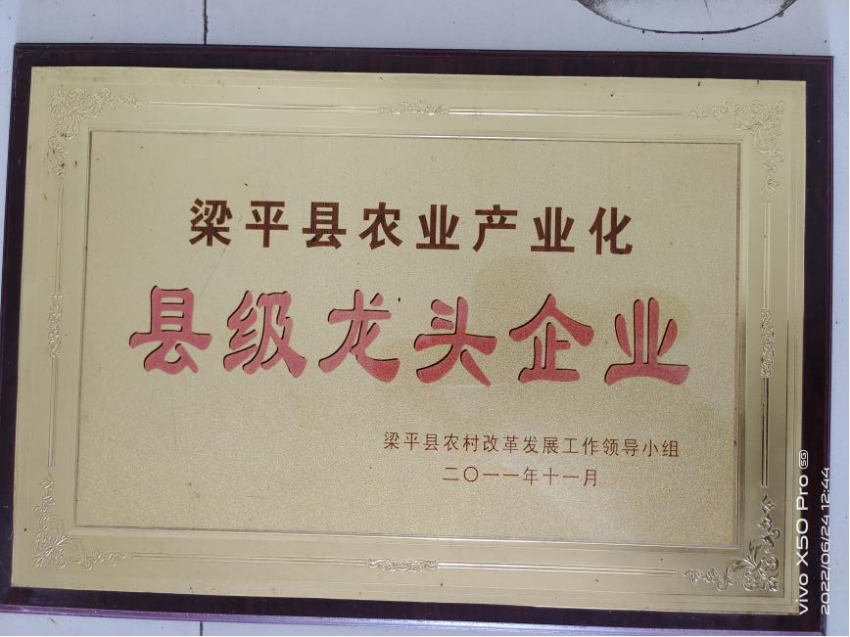 梁平县农业产业化
县级龙头企业
梁平县农村改革发展工作领导小组
二〇一一年十一月
vivo X50 Pro 5G
2022/06/24 12:44